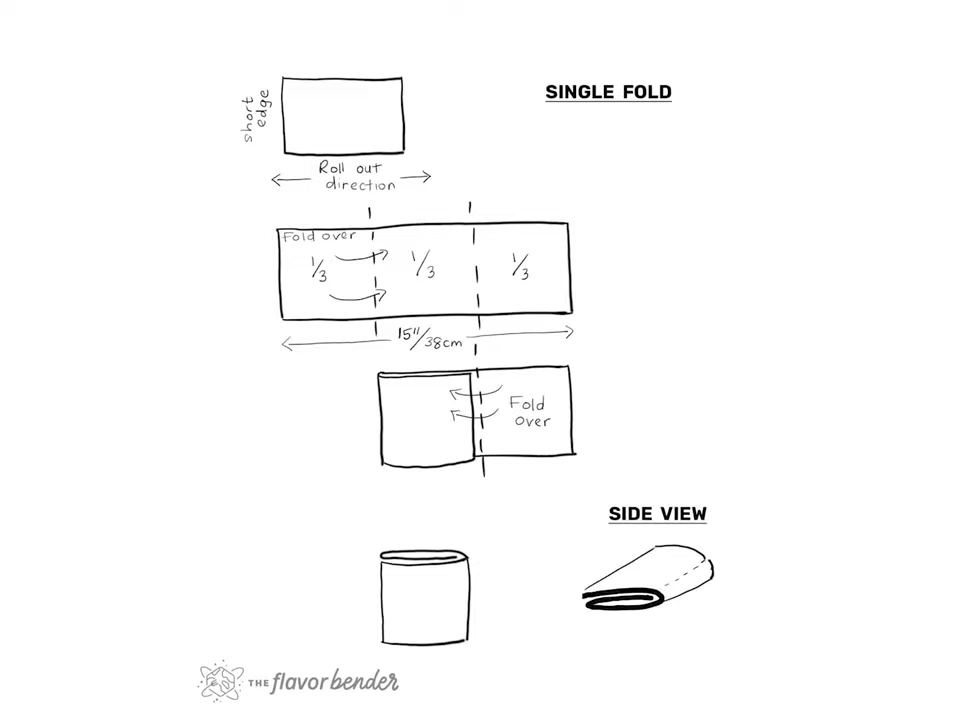 SINGLE FOLD
short
edge
Roll out
direction
Fold over
1/3
1/3
1/3
15"/38cm
Fold
over
SIDE VIEW
THE flavor bender